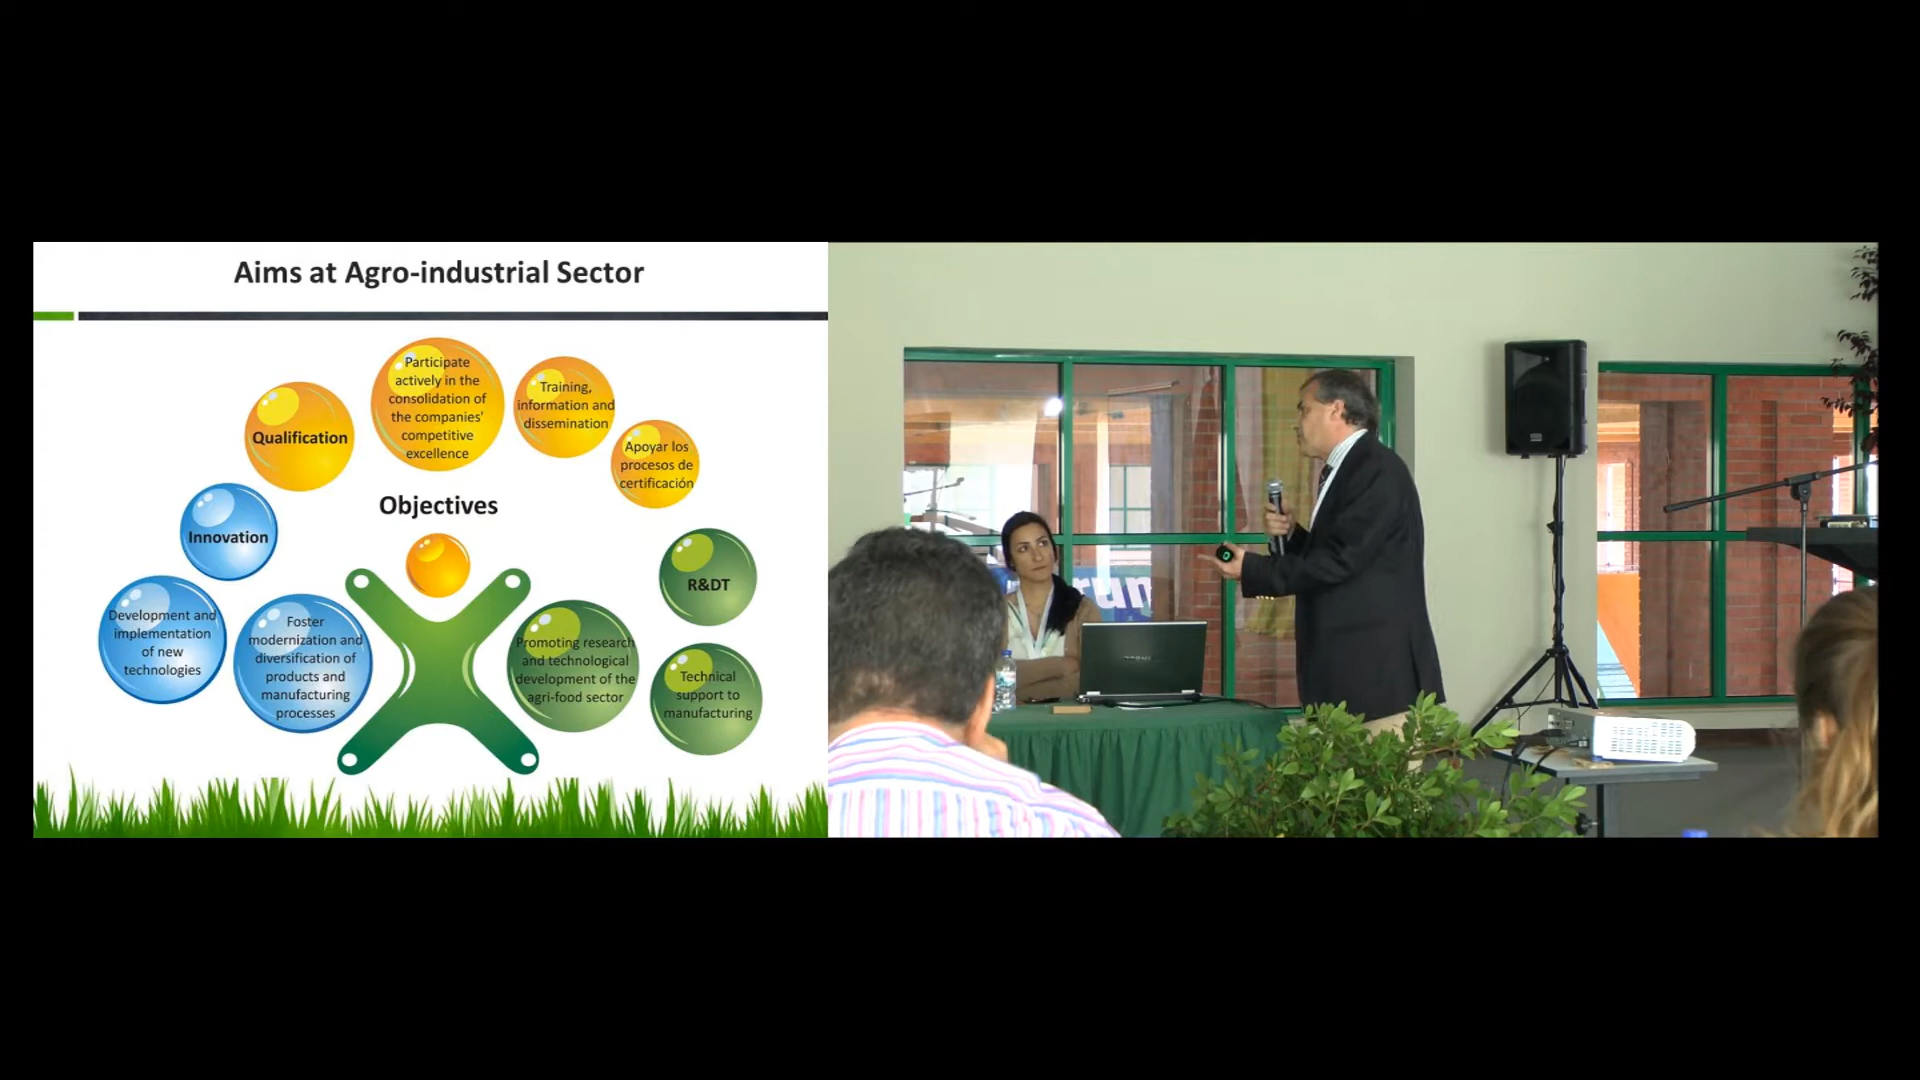 Aims at Agro-industrial Sector
Participate
actively in the
consolidation of
the companies'
competitive
excellence
Training,
information and
dissemination
Qualification
Apoyar los
procesos de
certificación
Objectives
Innovation
R&DT
Development and
implementation
of new
technologies
Foster
modernization and
diversification of
products and
manufacturing
processes
Promoting research
and technological
development of the
agri-food sector
Technical
support to
manufacturing